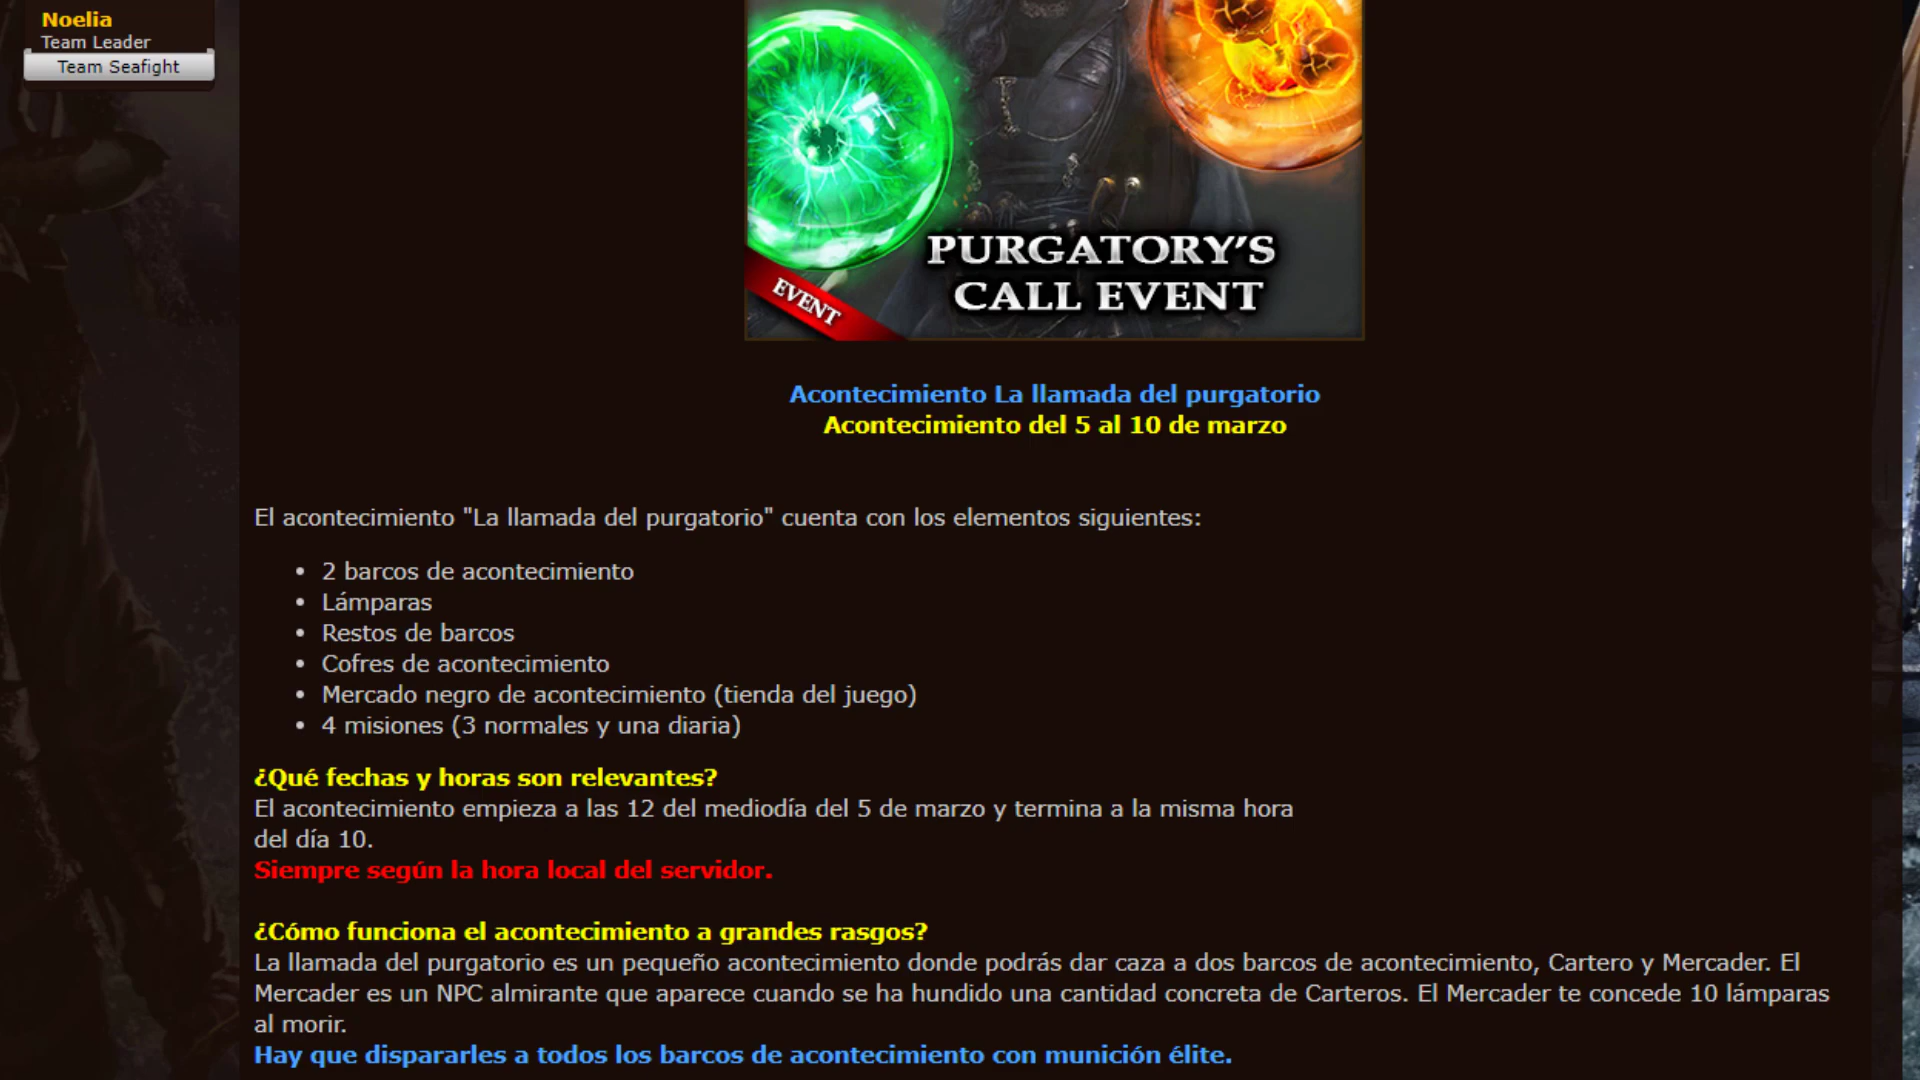 Noelia
Team Leader
Team Seafight
PURGATORY'S
CALL EVENT
EVENT
Acontecimiento La llamada del purgatorio
Acontecimiento del 5 al 10 de marzo
El acontecimiento "La llamada del purgatorio" cuenta con los elementos siguientes:
• 2 barcos de acontecimiento
• Lámparas
• Restos de barcos
• Cofres de acontecimiento
• Mercado negro de acontecimiento (tienda del juego)
• 4 misiones (3 normales y una diaria)
¿Qué fechas y horas son relevantes?
El acontecimiento empieza a las 12 del mediodía del 5 de marzo y termina a la misma hora
del día 10.
Siempre según la hora local del servidor.
¿Cómo funciona el acontecimiento a grandes rasgos?
La llamada del purgatorio es un pequeño acontecimiento donde podrás dar caza a dos barcos de acontecimiento, Cartero y Mercader. El
Mercader es un NPC almirante que aparece cuando se ha hundido una cantidad concreta de Carteros. El Mercader te concede 10 lámparas
al morir.
Hay que dispararles a todos los barcos de acontecimiento con munición élite.